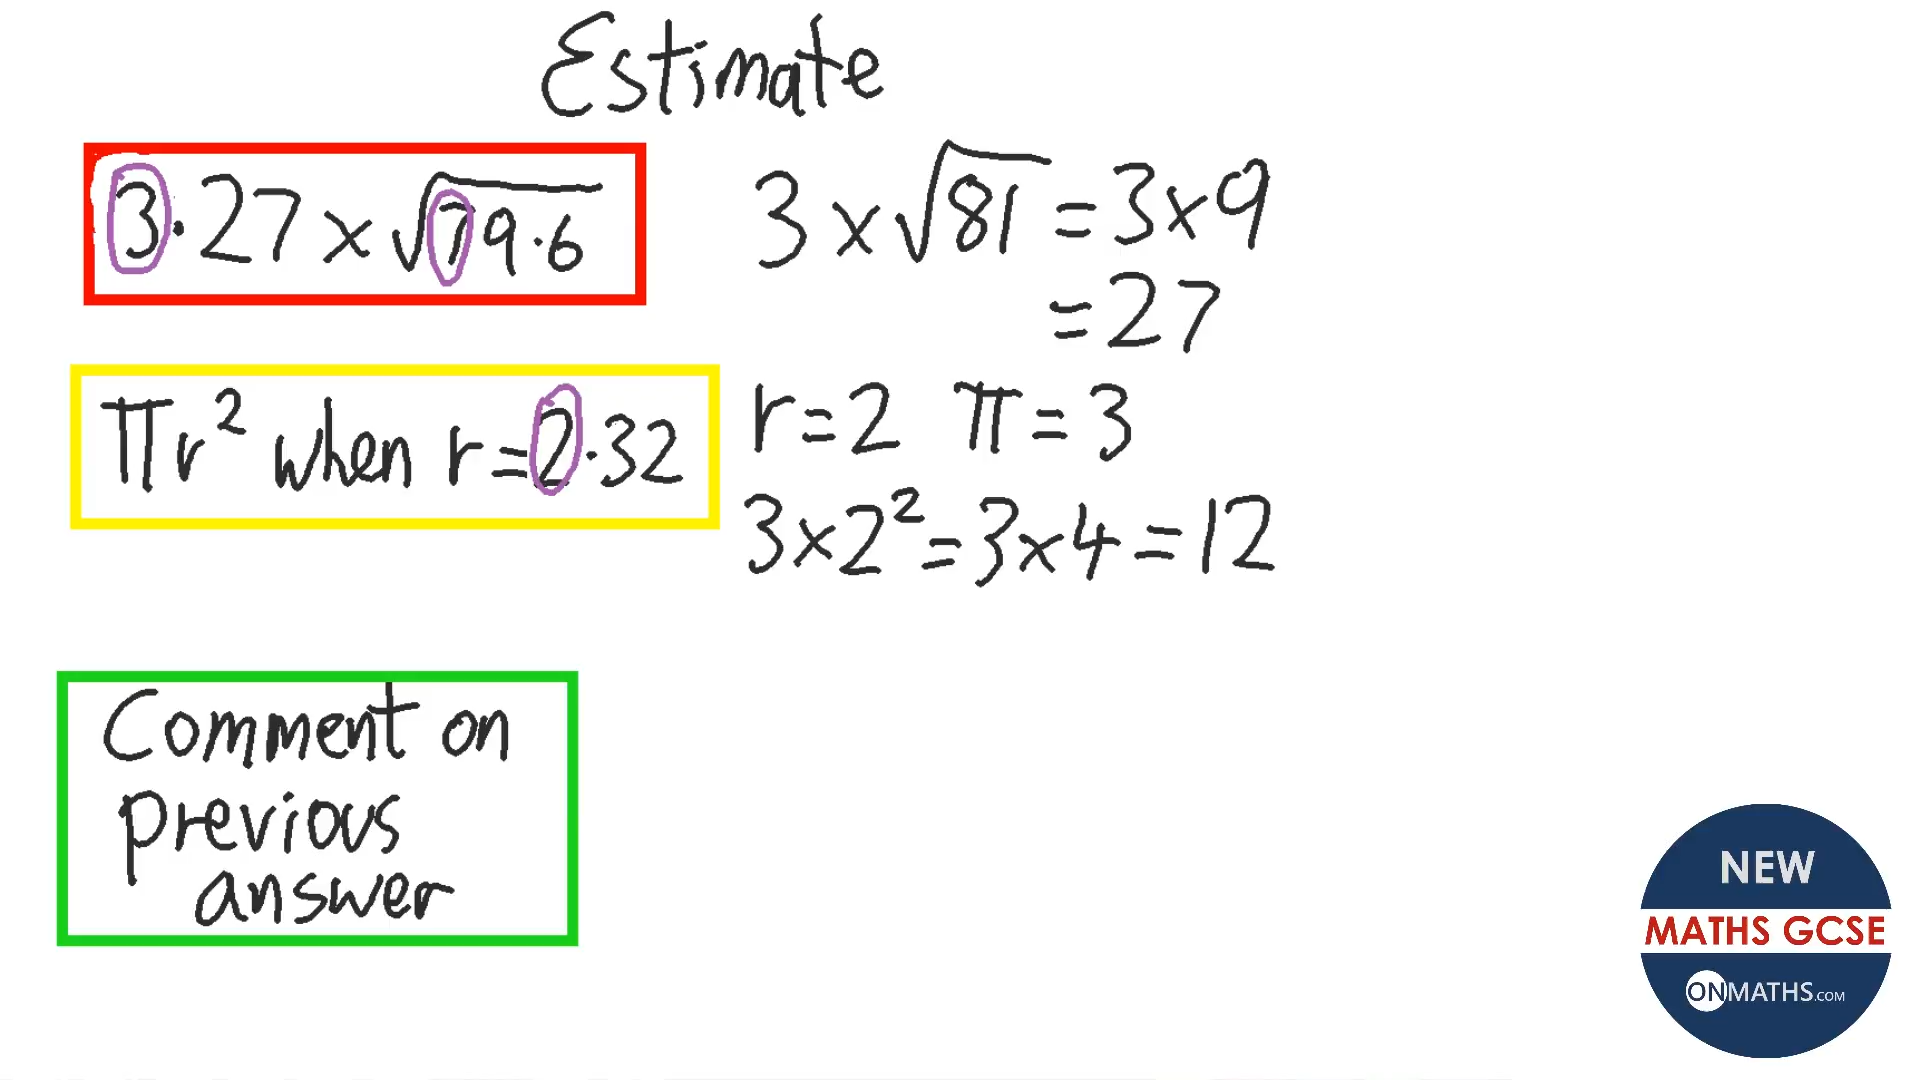 Estimate
3·27 × √79·6
3 × √81 = 3 × 9
= 27
πr² when r = 2·32
r = 2 π = 3
3 × 2² = 3 × 4 = 12
Comment on
previous
answer
NEW
MATHS GCSE
ONMATHS.COM